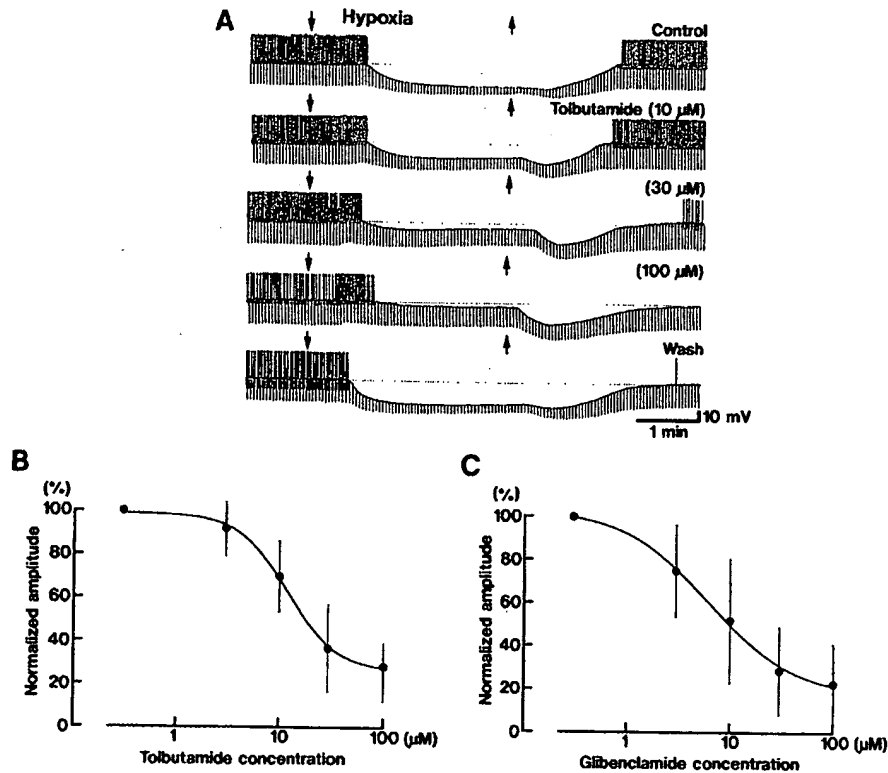 A
Hypoxia
Control
Tolbutamide (10 μM)
(30 μM)
(100 μM)
Wash
10 mV
1 min
B
(%)
100
80
60
40
20
0
Normalized amplitude
1 10 100 (μM)
Tolbutamide concentration
C
(%)
100
80
60
40
20
0
Normalized amplitude
1 10 100 (μM)
Glibenclamide concentration